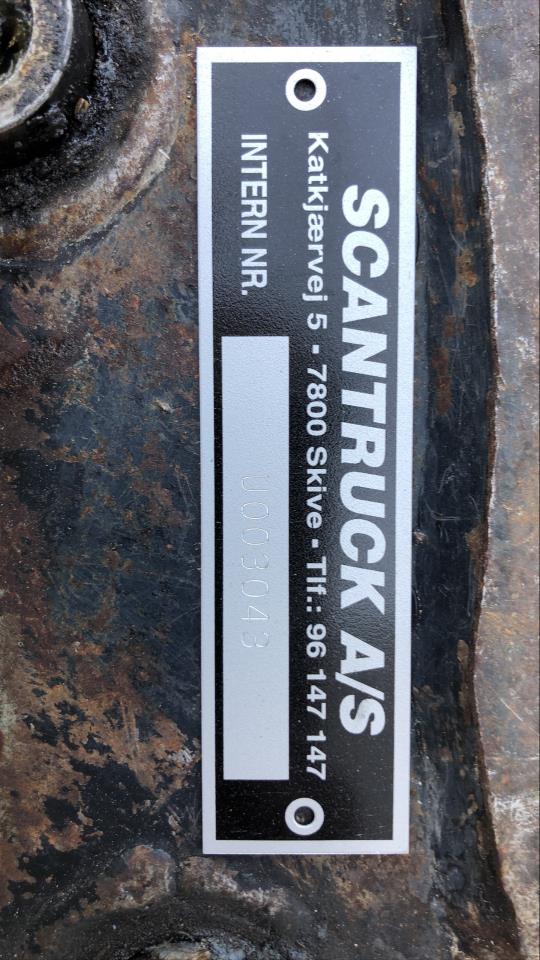 SCANTRUCK A/S
Katkjærvej 5 - 7800 Skive - Tlf.: 96 147 147
INTERN NR. U003043